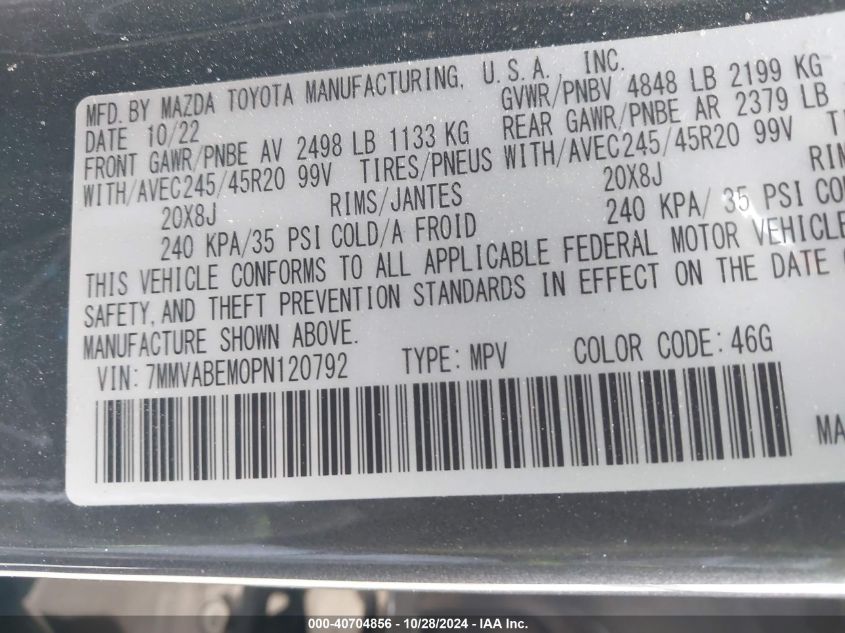 MFD. BY MAZDA TOYOTA MANUFACTURING, U.S.A. INC.
DATE 10/22 GVWR/PNBV 4848 LB 2199 KG
FRONT GAWR/PNBE AV 2498 LB 1133 KG REAR GAWR/PNBE AR 2379 LB
WITH/AVEC245/45R20 99V TIRES/PNEUS WITH/AVEC245/45R20 99V
20X8J RIMS/JANTES 20X8J
240 KPA/35 PSI COLD/A FROID 240 KPA/ 35 PSI
THIS VEHICLE CONFORMS TO ALL APPLICABLE FEDERAL MOTOR VEHICLE
SAFETY, AND THEFT PREVENTION STANDARDS IN EFFECT ON THE DATE
MANUFACTURE SHOWN ABOVE.
VIN: 7MMVABEM0PN120792 TYPE: MPV COLOR CODE: 46G
000-40704856 - 10/28/2024 - IAAI.com